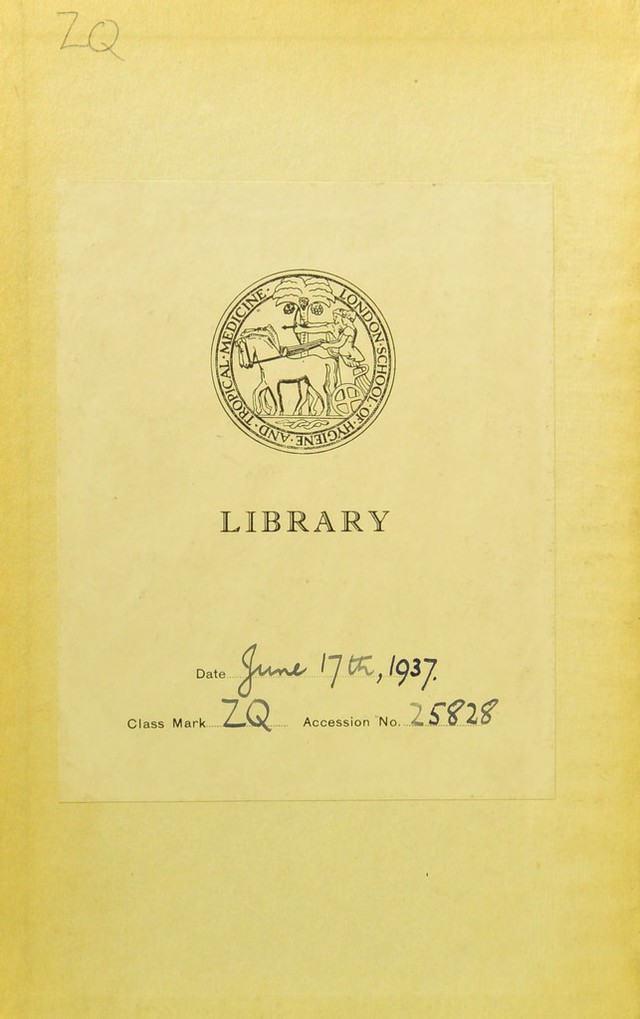 ZQ
LONDON·SCHOOL·OF·HYGIENE·AND·TROPICAL·MEDICINE·
LIBRARY
Date June 17th, 1937.
Class Mark ZQ Accession No. 25828